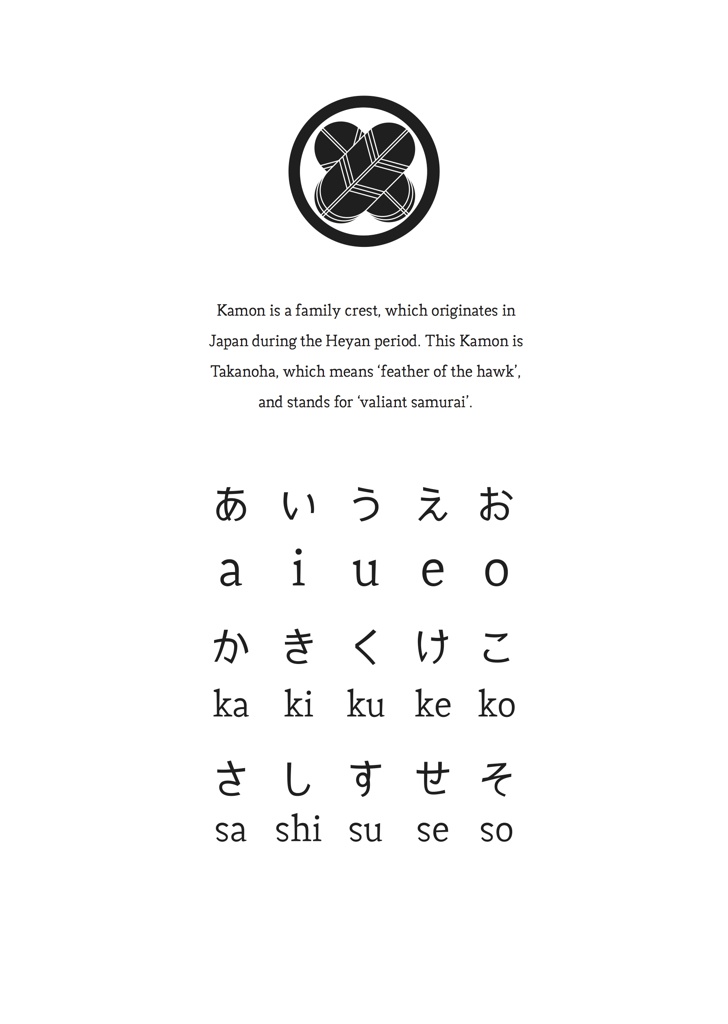 Kamon is a family crest, which originates in
Japan during the Heyan period. This Kamon is
Takanoha, which means ‘feather of the hawk’,
and stands for ‘valiant samurai’.
あ い う え お
a i u e o
か き く け こ
ka ki ku ke ko
さ し す せ そ
sa shi su se so